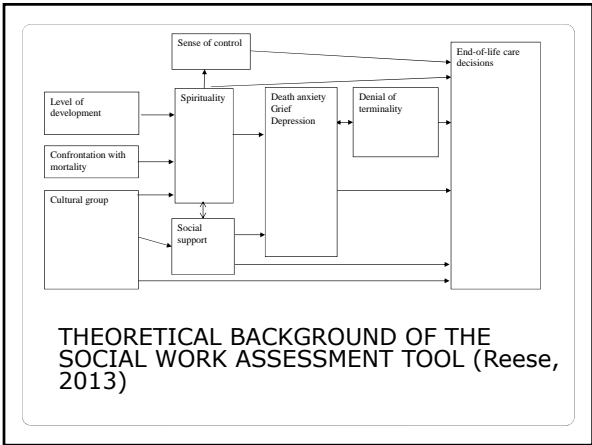 Sense of control
End-of-life care
decisions
Level of
development
Spirituality
Death anxiety
Grief
Depression
Denial of
terminality
Confrontation with
mortality
Cultural group
Social
support
THEORETICAL BACKGROUND OF THE
SOCIAL WORK ASSESSMENT TOOL (Reese,
2013)